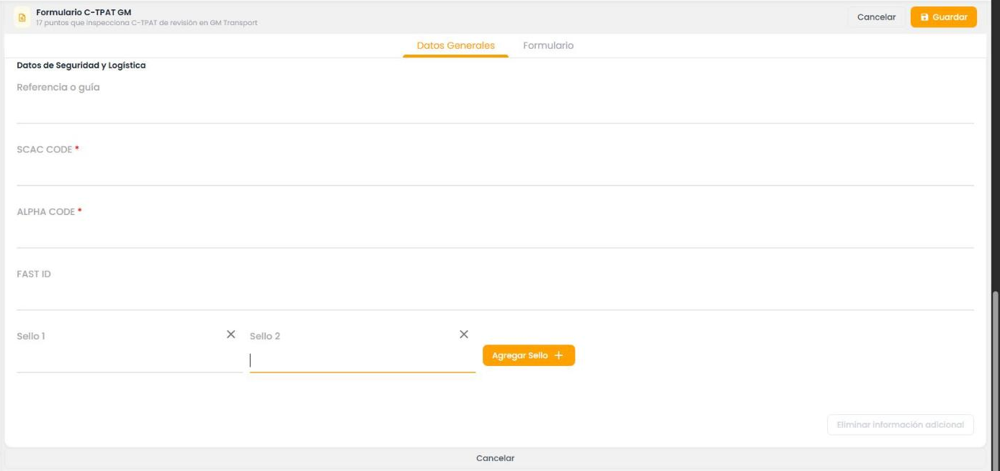 Formulario C-TPAT GM
17 puntos que inspecciona C-TPAT de revisión en GM Transport
Cancelar
Guardar
Datos Generales
Formulario
Datos de Seguridad y Logística
Referencia o guía
SCAC CODE *
ALPHA CODE *
FAST ID
Sello 1
Sello 2
Agregar Sello +
Eliminar información adicional
Cancelar